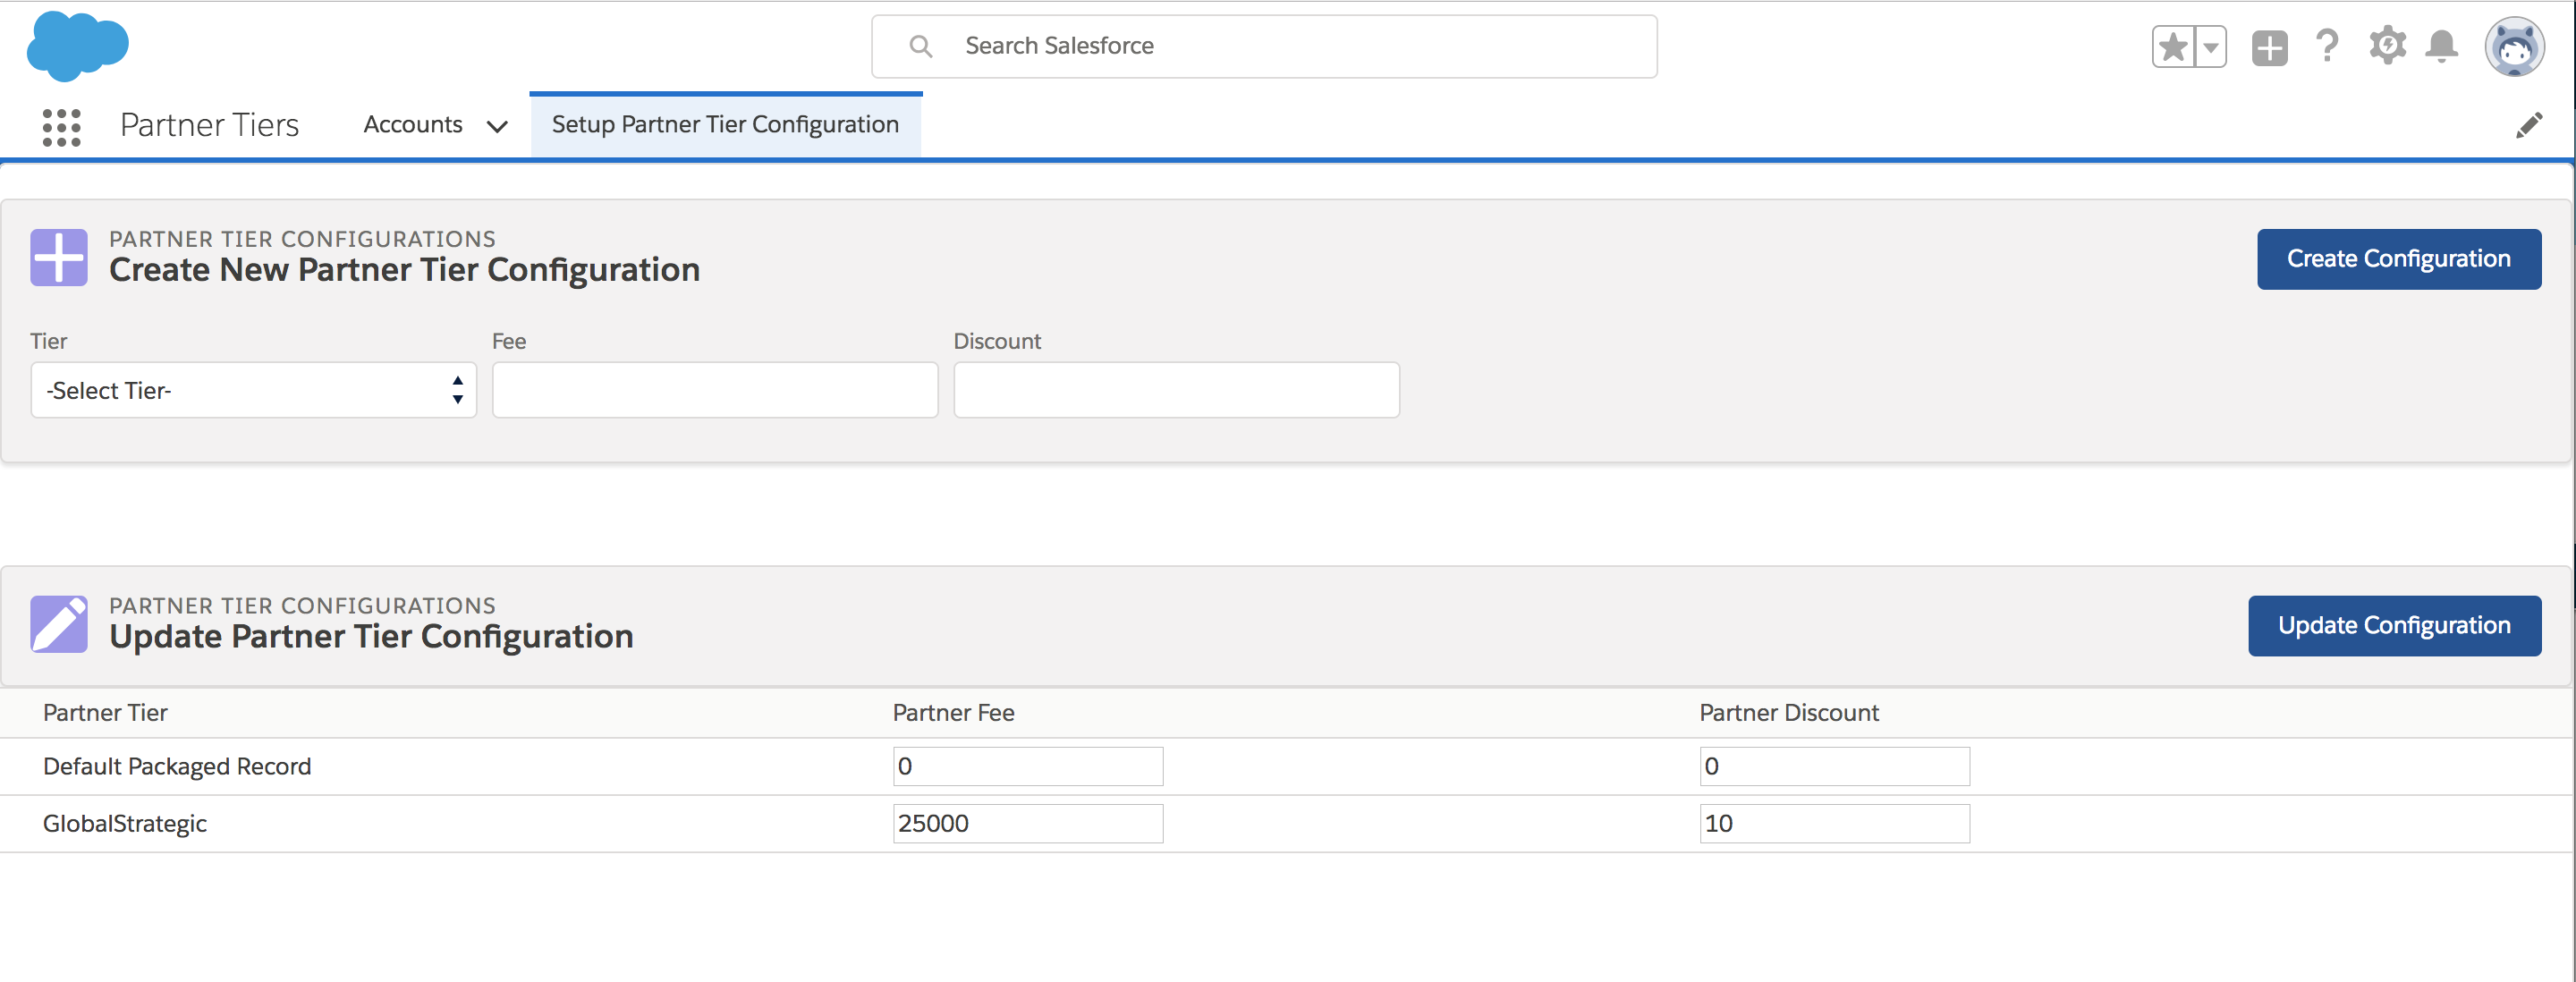 Search Salesforce
Partner Tiers
Accounts
Setup Partner Tier Configuration
PARTNER TIER CONFIGURATIONS
Create New Partner Tier Configuration
Create Configuration
Tier
Fee
Discount
-Select Tier-
PARTNER TIER CONFIGURATIONS
Update Partner Tier Configuration
Update Configuration
Partner Tier
Partner Fee
Partner Discount
Default Packaged Record
0
0
GlobalStrategic
25000
10